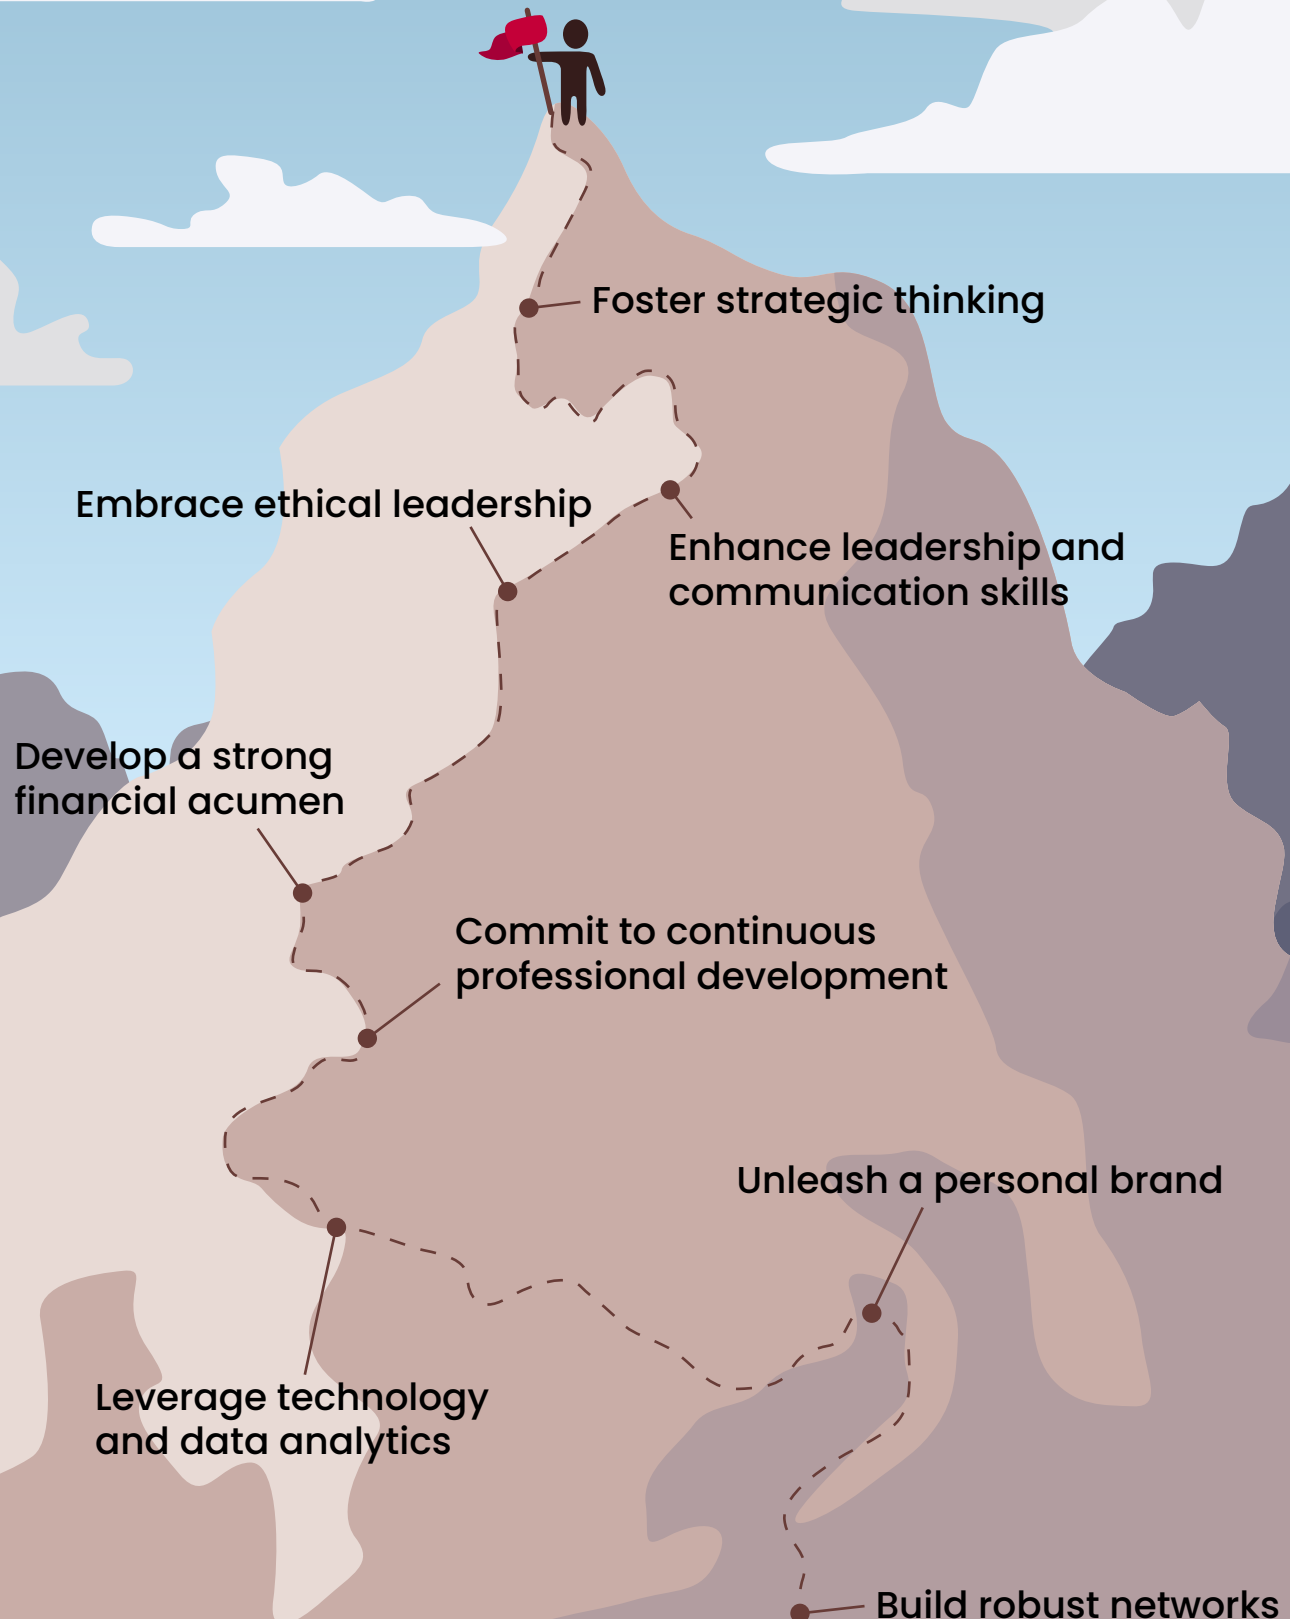 Foster strategic thinking
Embrace ethical leadership
Enhance leadership and
communication skills
Develop a strong
financial acumen
Commit to continuous
professional development
Unleash a personal brand
Leverage technology
and data analytics
Build robust networks